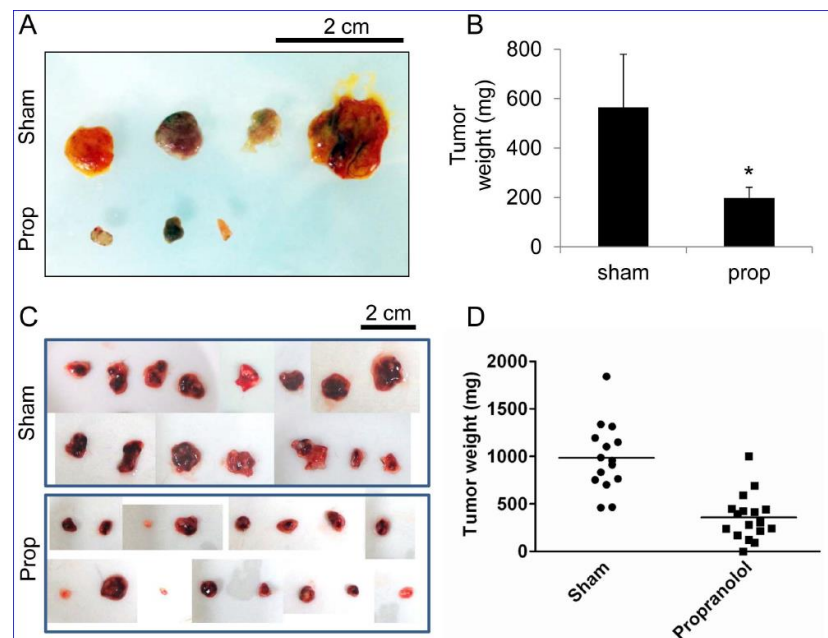 A
2 cm
Sham
Prop
B
Tumor
weight (mg)
800
600
400
200
0
*
sham
prop
C
2 cm
Sham
Prop
D
Tumor weight (mg)
2000
1500
1000
500
0
Sham
Propranolol